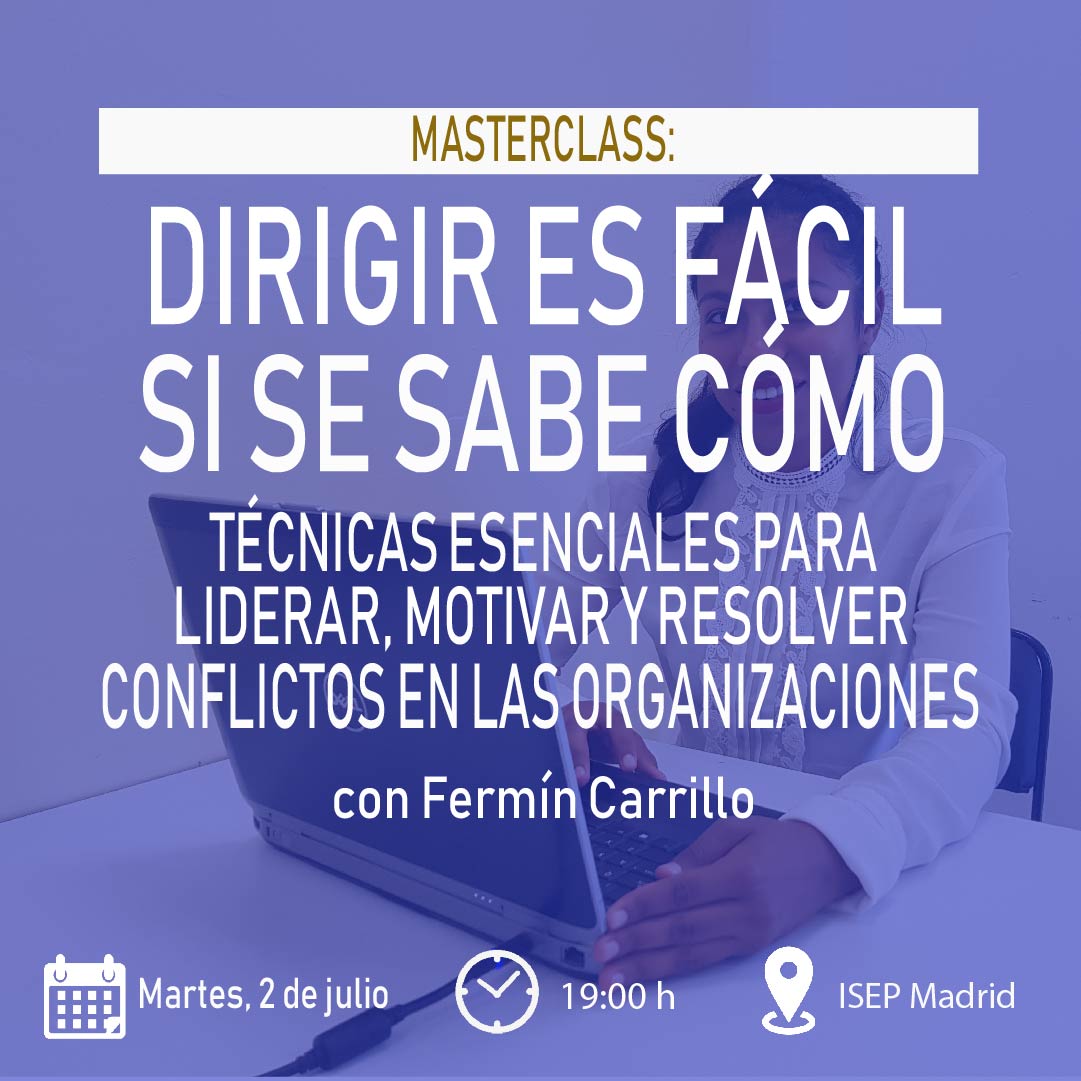 MASTERCLASS:
DIRIGIR ES FÁCIL
SI SE SABE CÓMO
TÉCNICAS ESENCIALES PARA
LIDERAR, MOTIVAR Y RESOLVER
CONFLICTOS EN LAS ORGANIZACIONES
con Fermín Carrillo
Martes, 2 de julio
19:00 h
ISEP Madrid